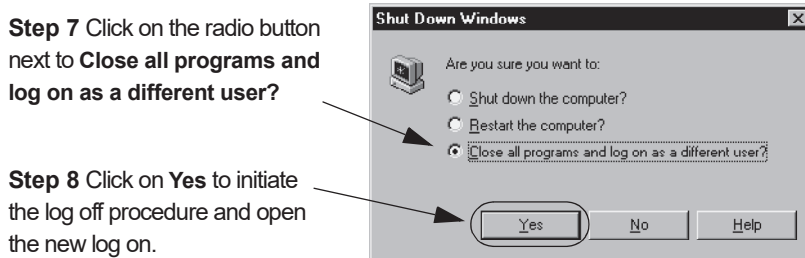 Step 7 Click on the radio button
next to Close all programs and
log on as a different user?
Step 8 Click on Yes to initiate
the log off procedure and open
the new log on.
Shut Down Windows
Are you sure you want to:
Shut down the computer?
Restart the computer?
Close all programs and log on as a different user?
Yes No Help